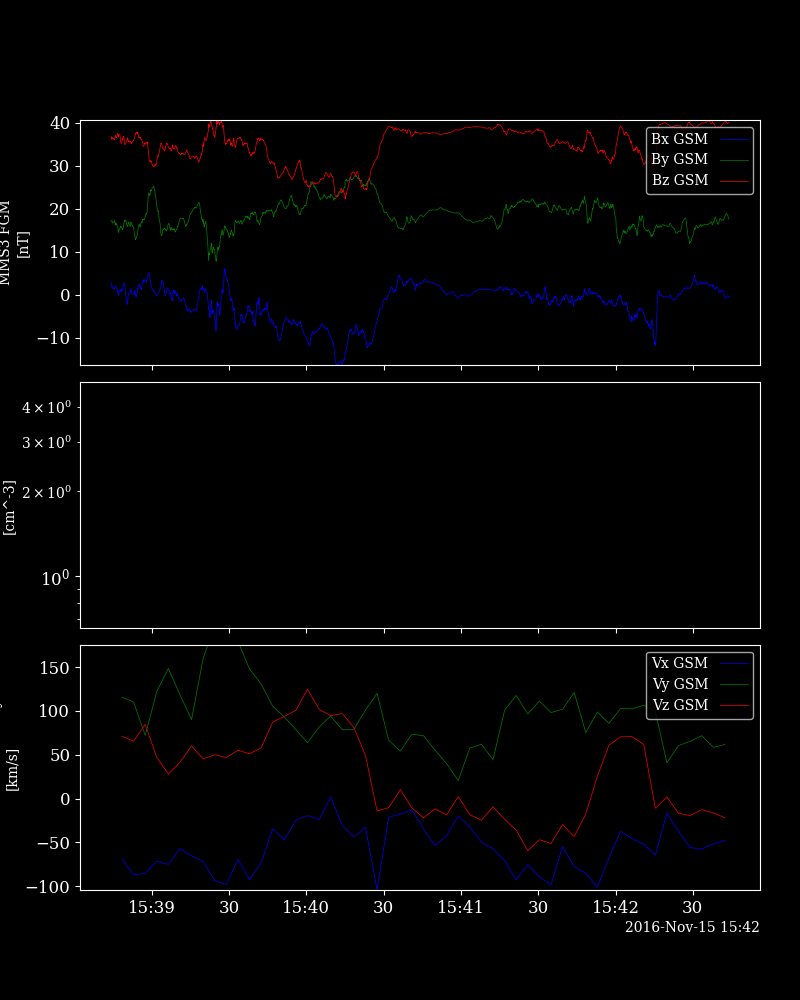 40
30
20
10
0
−10
MMS3 FGM
[nT]
Bx GSM
By GSM
Bz GSM
4 × 10⁰
3 × 10⁰
2 × 10⁰
10⁰
[cm^-3]
150
100
50
0
−50
−100
[km/s]
Vx GSM
Vy GSM
Vz GSM
15:39 30 15:40 30 15:41 30 15:42 30
2016-Nov-15 15:42